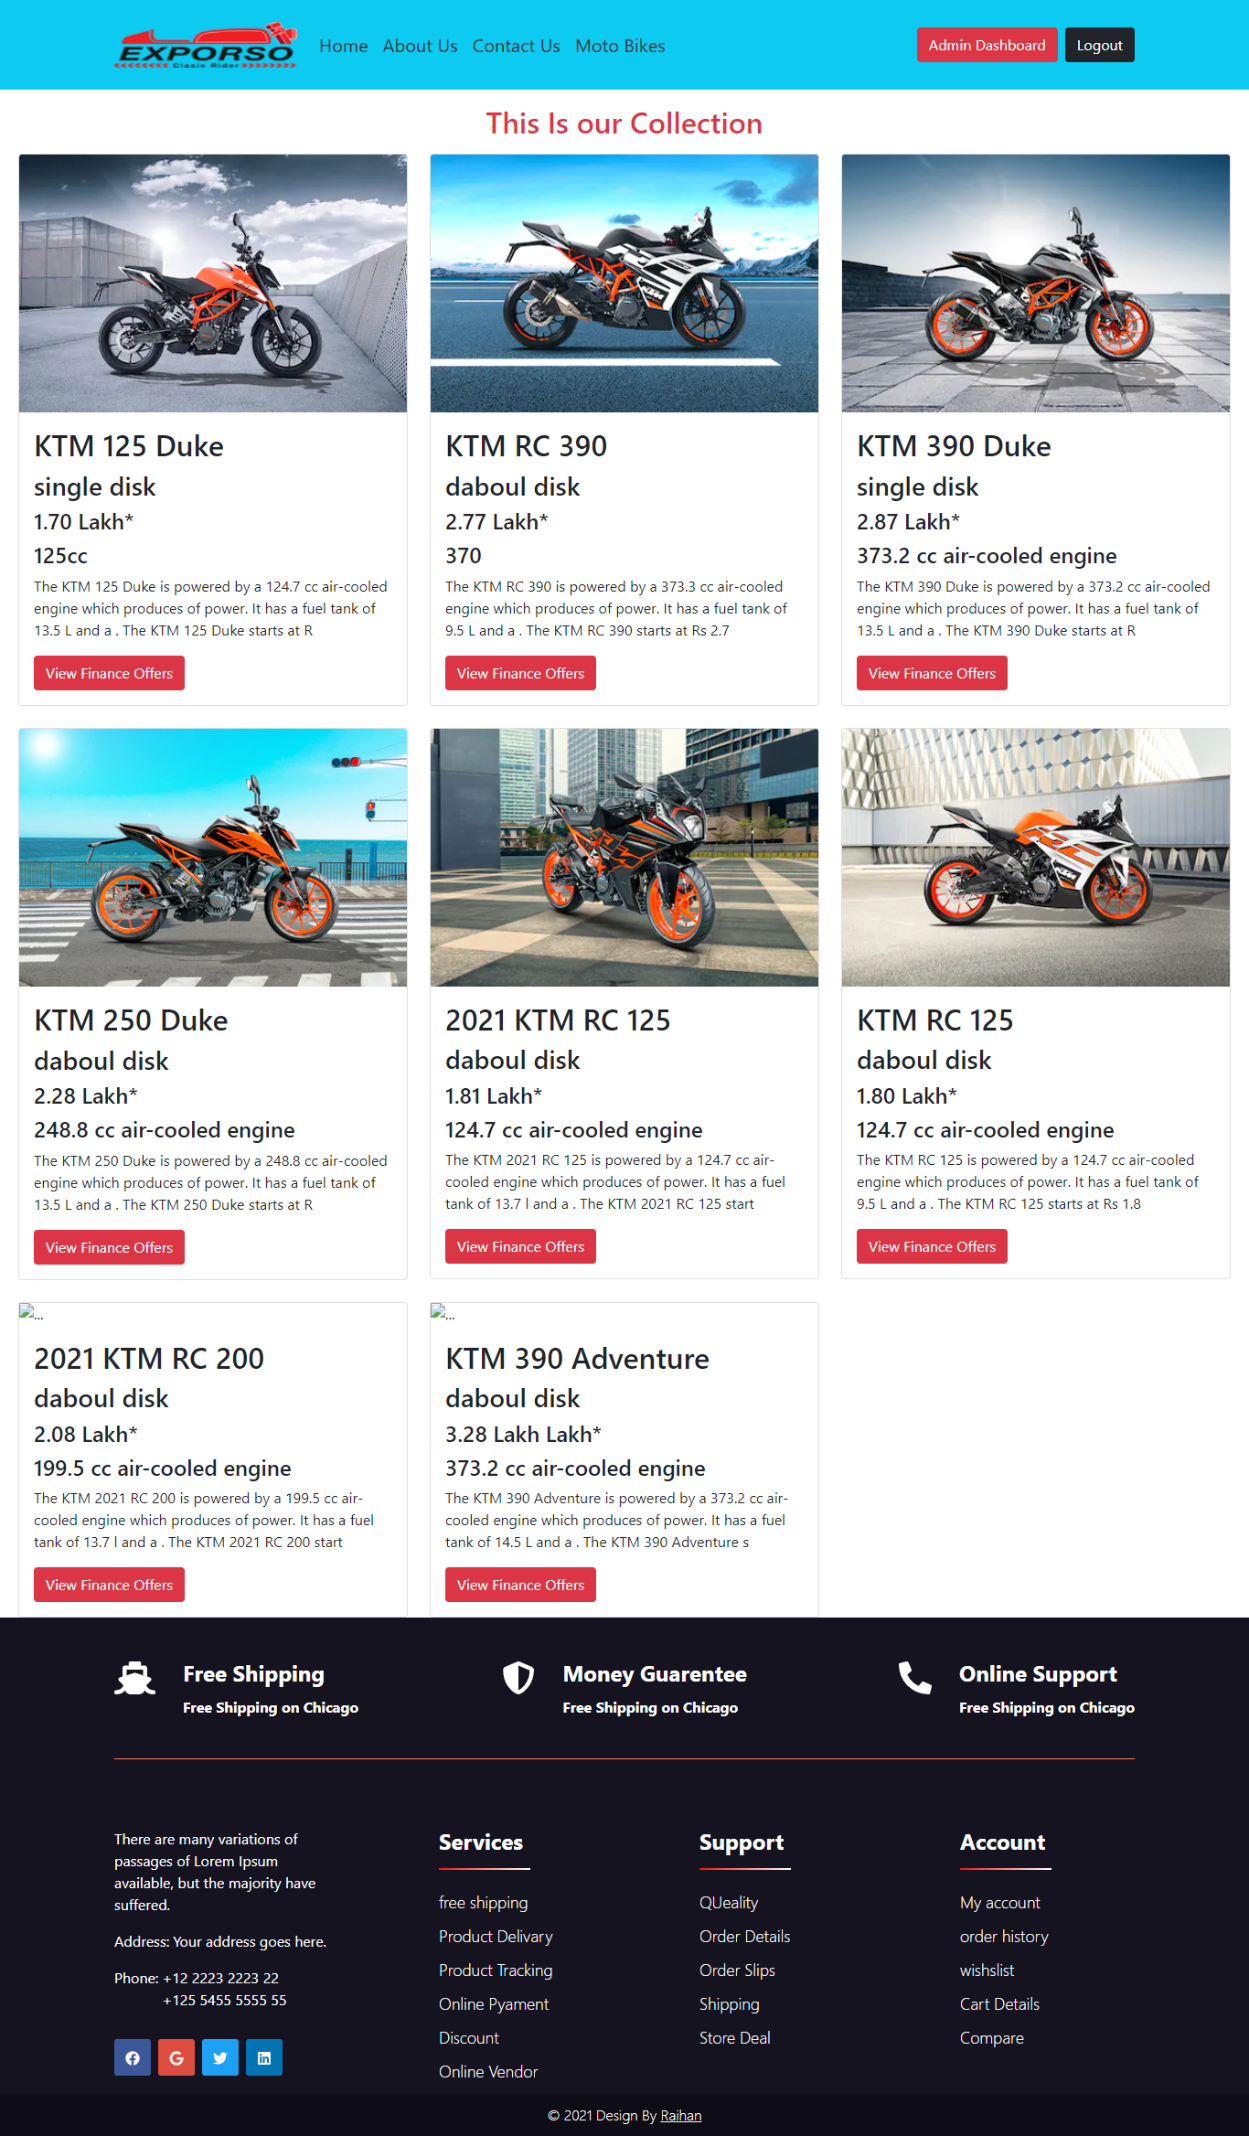 EXPORSO
Clasic Rider
Home About Us Contact Us Moto Bikes
Admin Dashboard
Logout
This Is our Collection
KTM 125 Duke
single disk
1.70 Lakh*
125cc
The KTM 125 Duke is powered by a 124.7 cc air-cooled
engine which produces of power. It has a fuel tank of
13.5 L and a . The KTM 125 Duke starts at R
View Finance Offers
KTM RC 390
daboul disk
2.77 Lakh*
370
The KTM RC 390 is powered by a 373.3 cc air-cooled
engine which produces of power. It has a fuel tank of
9.5 L and a . The KTM RC 390 starts at Rs 2.7
View Finance Offers
KTM 390 Duke
single disk
2.87 Lakh*
373.2 cc air-cooled engine
The KTM 390 Duke is powered by a 373.2 cc air-cooled
engine which produces of power. It has a fuel tank of
13.5 L and a . The KTM 390 Duke starts at R
View Finance Offers
KTM 250 Duke
daboul disk
2.28 Lakh*
248.8 cc air-cooled engine
The KTM 250 Duke is powered by a 248.8 cc air-cooled
engine which produces of power. It has a fuel tank of
13.5 L and a . The KTM 250 Duke starts at R
View Finance Offers
2021 KTM RC 125
daboul disk
1.81 Lakh*
124.7 cc air-cooled engine
The KTM 2021 RC 125 is powered by a 124.7 cc air-
cooled engine which produces of power. It has a fuel
tank of 13.7 l and a . The KTM 2021 RC 125 start
View Finance Offers
KTM RC 125
daboul disk
1.80 Lakh*
124.7 cc air-cooled engine
The KTM RC 125 is powered by a 124.7 cc air-cooled
engine which produces of power. It has a fuel tank of
9.5 L and a . The KTM RC 125 starts at Rs 1.8
View Finance Offers
...
2021 KTM RC 200
daboul disk
2.08 Lakh*
199.5 cc air-cooled engine
The KTM 2021 RC 200 is powered by a 199.5 cc air-
cooled engine which produces of power. It has a fuel
tank of 13.7 l and a . The KTM 2021 RC 200 start
View Finance Offers
...
KTM 390 Adventure
daboul disk
3.28 Lakh Lakh*
373.2 cc air-cooled engine
The KTM 390 Adventure is powered by a 373.2 cc air-
cooled engine which produces of power. It has a fuel
tank of 14.5 L and a . The KTM 390 Adventure s
View Finance Offers
Free Shipping
Free Shipping on Chicago
Money Guarentee
Free Shipping on Chicago
Online Support
Free Shipping on Chicago
There are many variations of
passages of Lorem Ipsum
available, but the majority have
suffered.
Address: Your address goes here.
Phone: +12 2223 2223 22
+125 5455 5555 55
Services
free shipping
Product Delivary
Product Tracking
Online Pyament
Discount
Online Vendor
Support
QUeality
Order Details
Order Slips
Shipping
Store Deal
Account
My account
order history
wishslist
Cart Details
Compare
© 2021 Design By Raihan